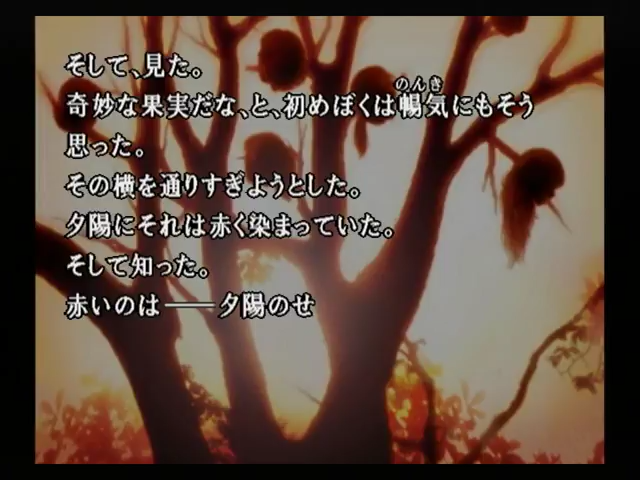 そして、見た。
奇妙な果実だな、と、初めぼくは暢気にもそう
のんき
思った。
その横を通りすぎようとした。
夕陽にそれは赤く染まっていた。
そして知った。
赤いのは――夕陽のせ